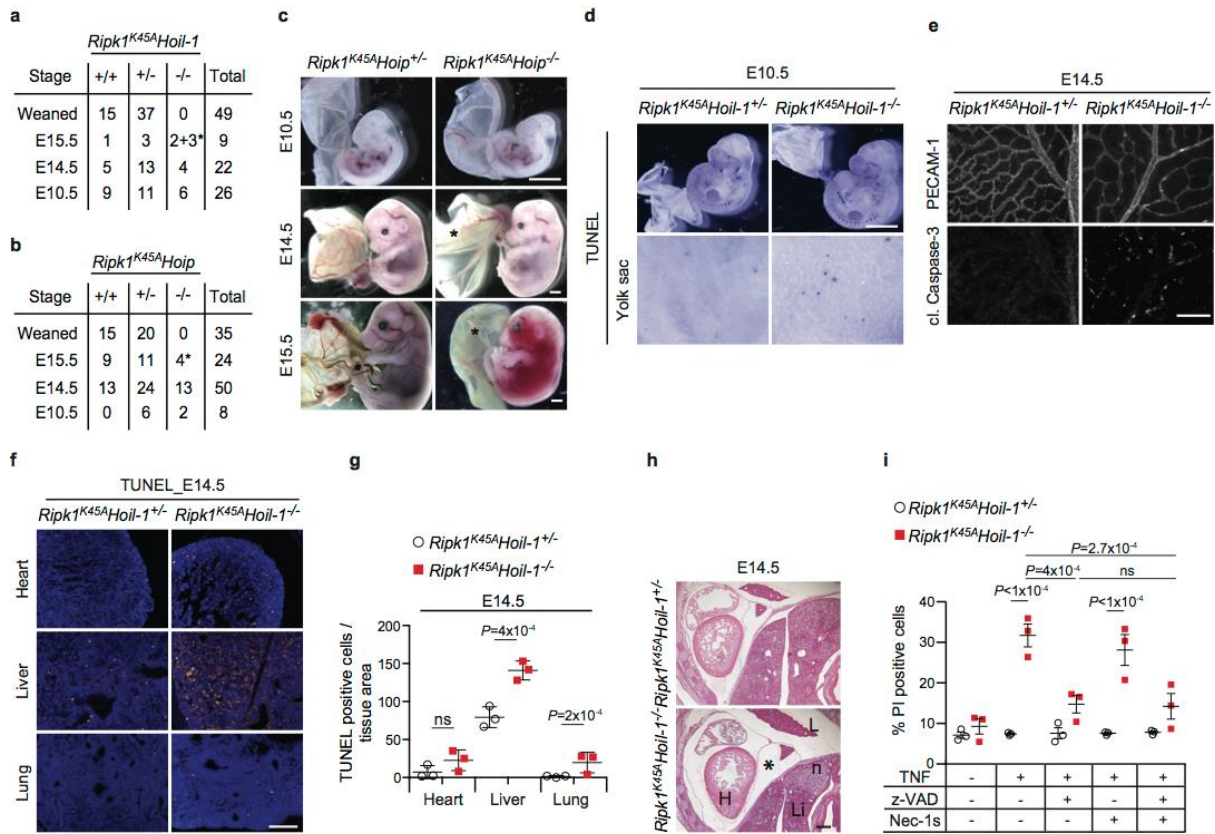 a
Ripk1K45AHoil-1
Stage +/+ +/- -/- Total
Weaned 15 37 0 49
E15.5 1 3 2+3* 9
E14.5 5 13 4 22
E10.5 9 11 6 26
b
Ripk1K45AHoip
Stage +/+ +/- -/- Total
Weaned 15 20 0 35
E15.5 9 11 4* 24
E14.5 13 24 13 50
E10.5 0 6 2 8
c
Ripk1K45AHoip+/- Ripk1K45AHoip-/-
E10.5
E14.5
*
E15.5
*
d
E10.5
Ripk1K45AHoil-1+/- Ripk1K45AHoil-1-/-
TUNEL
Yolk sac
e
E14.5
Ripk1K45AHoil-1+/- Ripk1K45AHoil-1-/-
PECAM-1
cl. Caspase-3
f
TUNEL_E14.5
Ripk1K45AHoil-1+/- Ripk1K45AHoil-1-/-
Heart
Liver
Lung
g
Ripk1K45AHoil-1+/-
Ripk1K45AHoil-1-/-
E14.5
TUNEL positive cells /
tissue area
200
150
100
50
0
ns
P=4x10-4
P=2x10-4
Heart Liver Lung
h
E14.5
Ripk1K45AHoil-1+/-
Ripk1K45AHoil-1-/-
L
*
n
H
Li
i
Ripk1K45AHoil-1+/-
Ripk1K45AHoil-1-/-
P=2.7x10-4
P=4x10-4 ns
P<1x10-4 P<1x10-4
% PI positive cells
40
30
20
10
0
TNF - + + + +
z-VAD - - + - +
Nec-1s - - - + +